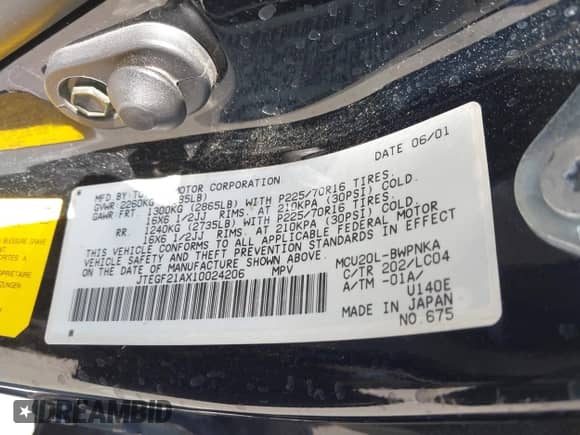 DATE 06/01
MFD. BY: MOTOR CORPORATION
GVWR 2260KG
GAWR FRT. 1300KG (2865LB) WITH P225/70R16 TIRES.
16X6 1/2JJ RIMS. AT 210KPA (30PSI) COLD.
RR. 1240KG (2735LB) WITH P225/70R16 TIRES.
16X6 1/2JJ RIMS. AT 210KPA (30PSI) COLD.
THIS VEHICLE CONFORMS TO ALL APPLICABLE FEDERAL MOTOR
VEHICLE SAFETY AND THEFT PREVENTION STANDARDS IN EFFECT
ON THE DATE OF MANUFACTURE SHOWN ABOVE.
JTEGF21AX10024206 MPV
MCU20L-BWPNKA
C/TR 202/LC04
A/TM -01A/
U140E
MADE IN JAPAN
NO.675
DREAMBID